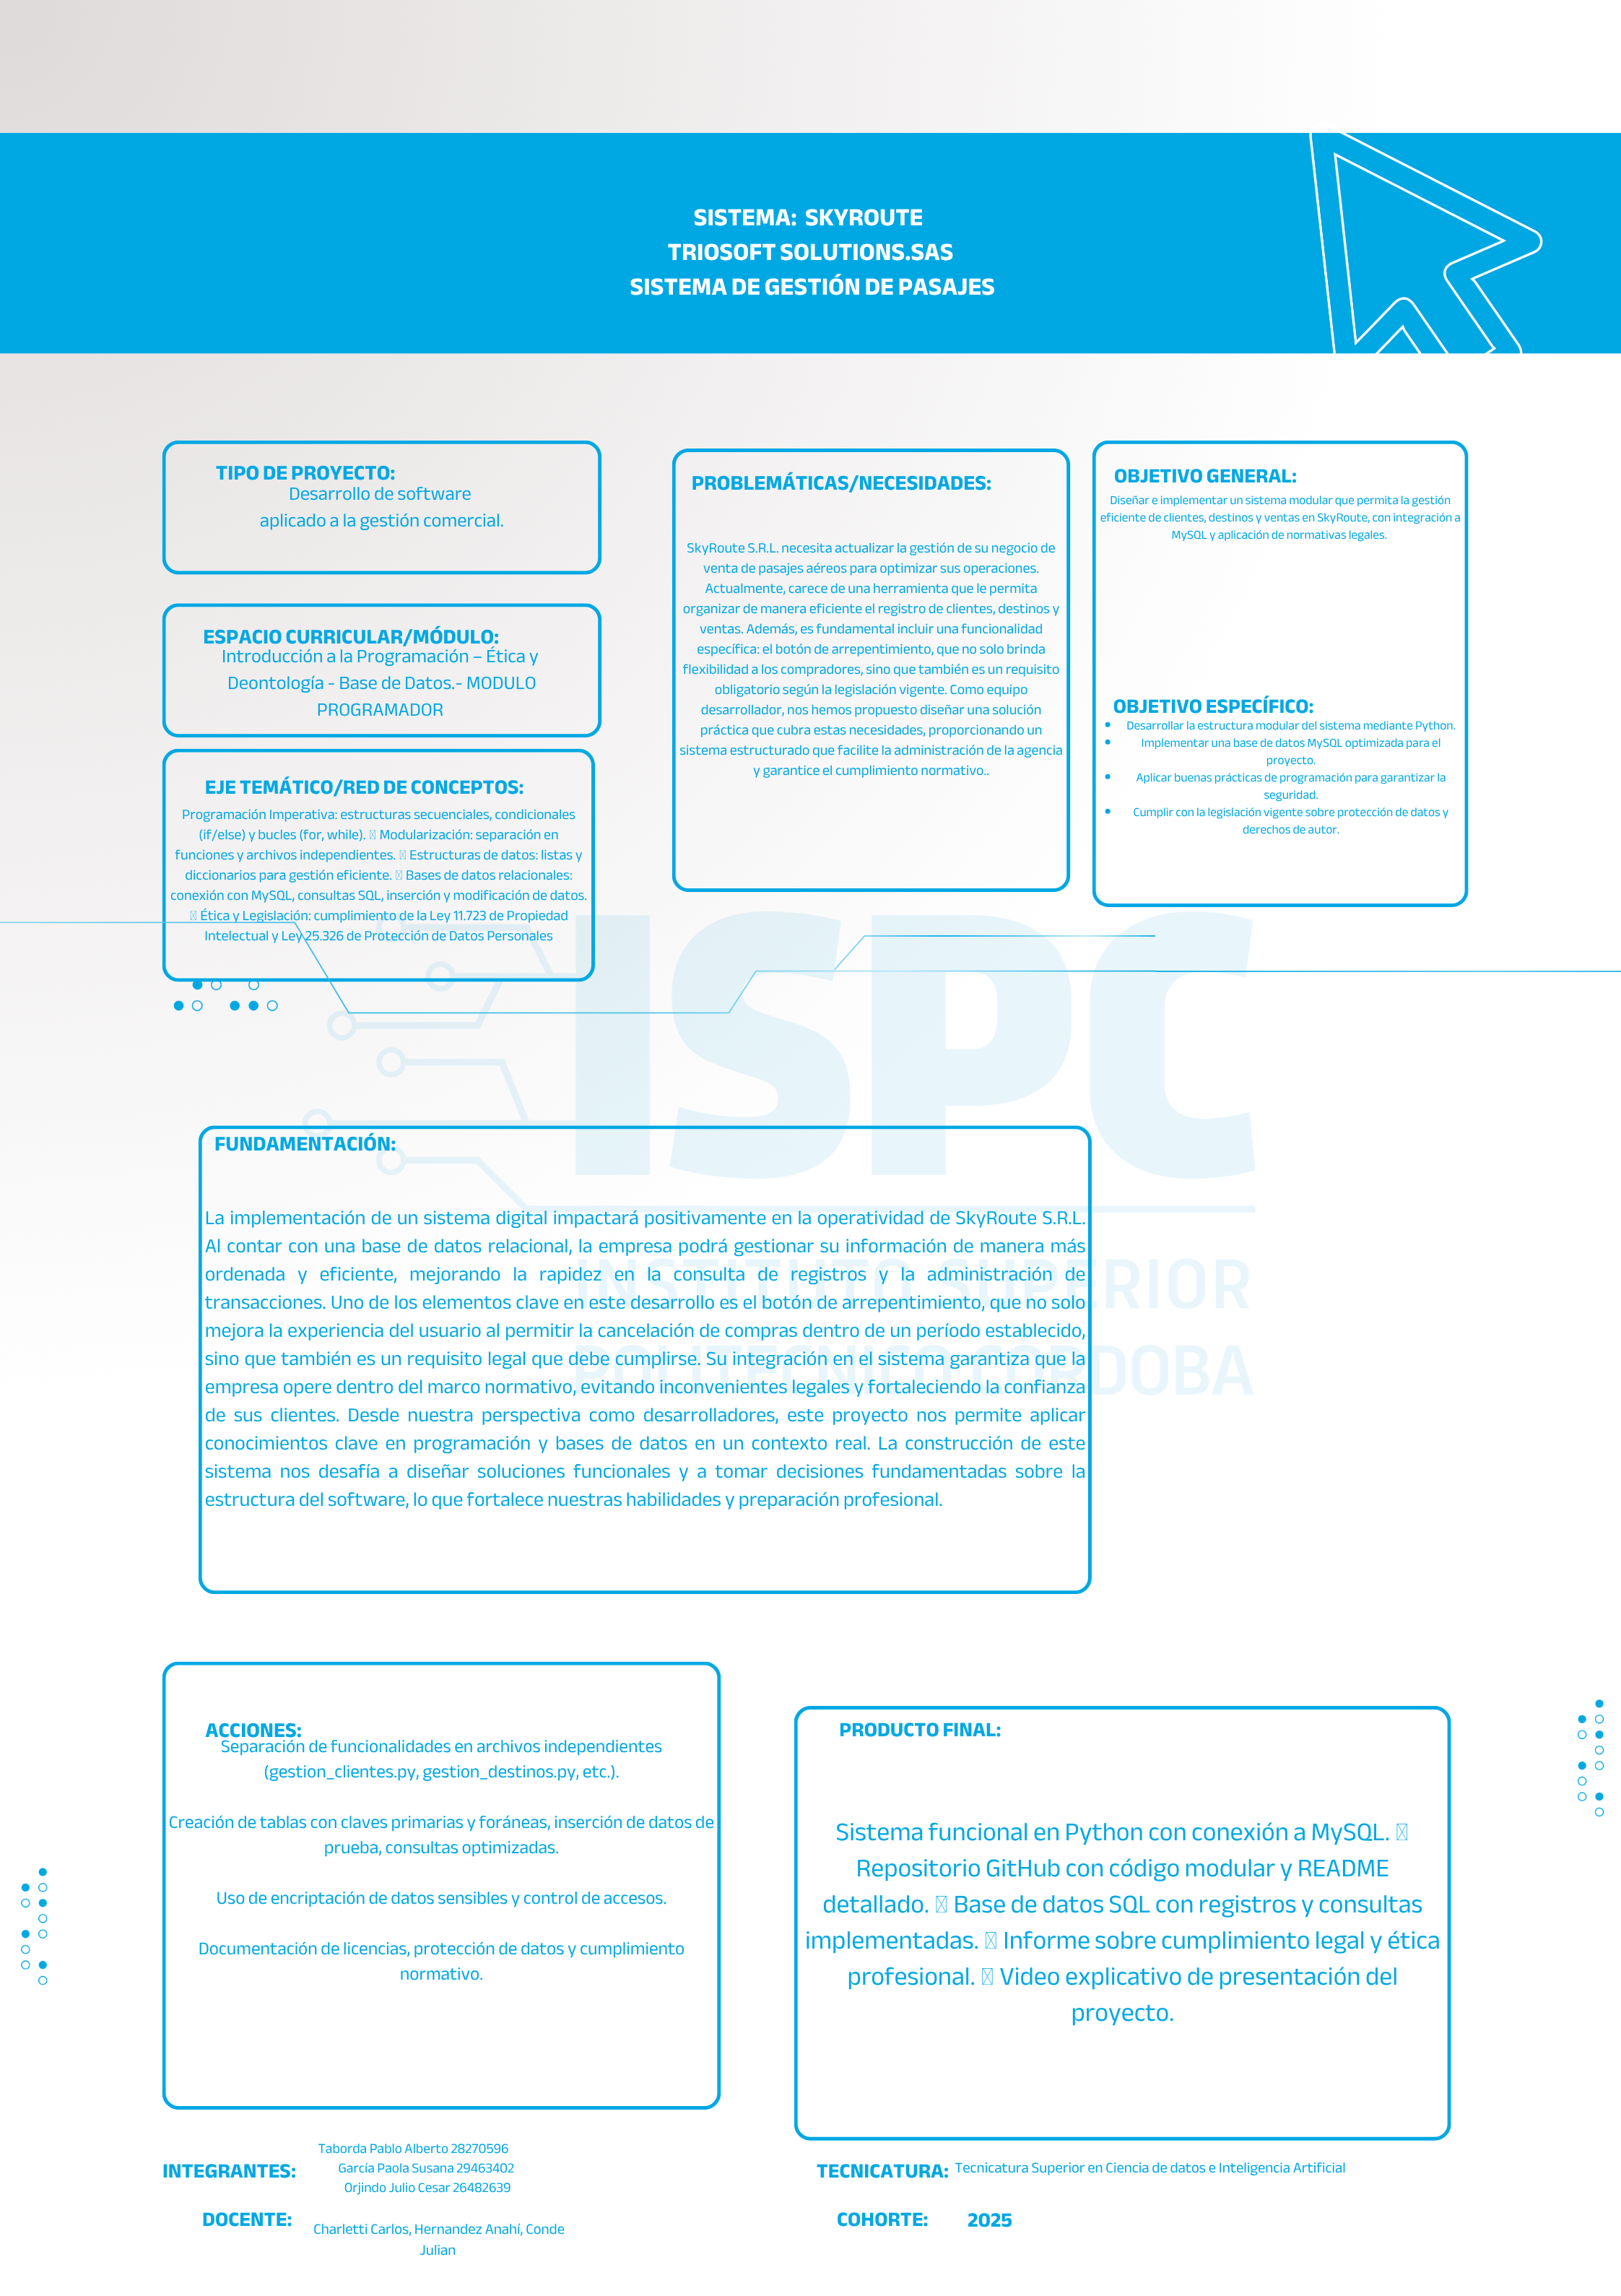 SISTEMA: SKYROUTE
TRIOSOFT SOLUTIONS.SAS
SISTEMA DE GESTIÓN DE PASAJES
TIPO DE PROYECTO:
Desarrollo de software
aplicado a la gestión comercial.
ESPACIO CURRICULAR/MÓDULO:
Introducción a la Programación – Ética y
Deontología - Base de Datos.- MODULO
PROGRAMADOR
EJE TEMÁTICO/RED DE CONCEPTOS:
Programación Imperativa: estructuras secuenciales, condicionales
(if/else) y bucles (for, while). Modularización: separación en
funciones y archivos independientes. Estructuras de datos: listas y
diccionarios para gestión eficiente. Bases de datos relacionales:
conexión con MySQL, consultas SQL, inserción y modificación de datos.
Ética y Legislación: cumplimiento de la Ley 11.723 de Propiedad
Intelectual y Ley 25.326 de Protección de Datos Personales
PROBLEMÁTICAS/NECESIDADES:
SkyRoute S.R.L. necesita actualizar la gestión de su negocio de
venta de pasajes aéreos para optimizar sus operaciones.
Actualmente, carece de una herramienta que le permita
organizar de manera eficiente el registro de clientes, destinos y
ventas. Además, es fundamental incluir una funcionalidad
específica: el botón de arrepentimiento, que no solo brinda
flexibilidad a los compradores, sino que también es un requisito
obligatorio según la legislación vigente. Como equipo
desarrollador, nos hemos propuesto diseñar una solución
práctica que cubra estas necesidades, proporcionando un
sistema estructurado que facilite la administración de la agencia
y garantice el cumplimiento normativo..
OBJETIVO GENERAL:
Diseñar e implementar un sistema modular que permita la gestión
eficiente de clientes, destinos y ventas en SkyRoute, con integración a
MySQL y aplicación de normativas legales.
OBJETIVO ESPECÍFICO:
• Desarrollar la estructura modular del sistema mediante Python.
• Implementar una base de datos MySQL optimizada para el
proyecto.
• Aplicar buenas prácticas de programación para garantizar la
seguridad.
• Cumplir con la legislación vigente sobre protección de datos y
derechos de autor.
ISPC
INSTITUTO SUPERIOR
POLITÉCNICO CÓRDOBA
FUNDAMENTACIÓN:
La implementación de un sistema digital impactará positivamente en la operatividad de SkyRoute S.R.L.
Al contar con una base de datos relacional, la empresa podrá gestionar su información de manera más
ordenada y eficiente, mejorando la rapidez en la consulta de registros y la administración de
transacciones. Uno de los elementos clave en este desarrollo es el botón de arrepentimiento, que no solo
mejora la experiencia del usuario al permitir la cancelación de compras dentro de un período establecido,
sino que también es un requisito legal que debe cumplirse. Su integración en el sistema garantiza que la
empresa opere dentro del marco normativo, evitando inconvenientes legales y fortaleciendo la confianza
de sus clientes. Desde nuestra perspectiva como desarrolladores, este proyecto nos permite aplicar
conocimientos clave en programación y bases de datos en un contexto real. La construcción de este
sistema nos desafía a diseñar soluciones funcionales y a tomar decisiones fundamentadas sobre la
estructura del software, lo que fortalece nuestras habilidades y preparación profesional.
ACCIONES:
Separación de funcionalidades en archivos independientes
(gestion_clientes.py, gestion_destinos.py, etc.).
Creación de tablas con claves primarias y foráneas, inserción de datos de
prueba, consultas optimizadas.
Uso de encriptación de datos sensibles y control de accesos.
Documentación de licencias, protección de datos y cumplimiento
normativo.
PRODUCTO FINAL:
Sistema funcional en Python con conexión a MySQL.
Repositorio GitHub con código modular y README
detallado. Base de datos SQL con registros y consultas
implementadas. Informe sobre cumplimiento legal y ética
profesional. Video explicativo de presentación del
proyecto.
INTEGRANTES:
Taborda Pablo Alberto 28270596
García Paola Susana 29463402
Orjindo Julio Cesar 26482639
DOCENTE:
Charletti Carlos, Hernandez Anahí, Conde
Julian
TECNICATURA: Tecnicatura Superior en Ciencia de datos e Inteligencia Artificial
COHORTE: 2025